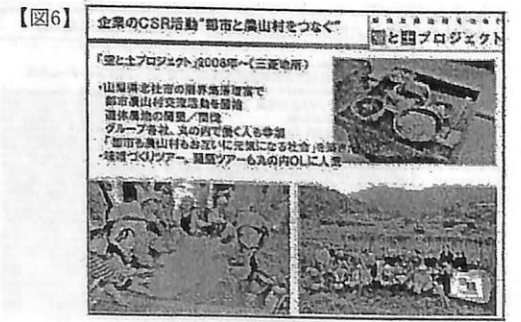 【図6】
企業のCSR活動“都市と農山村をつなぐ”
空と土プロジェクト
「空と土プロジェクト」2008年～（三菱地所）
・山梨県北杜市の限界集落増富で
都市農山村交流活動を開始
遊休農地の開墾／開墾
グループ各社、丸の内で働く人も参加
「都市も農山村もお互いに元気になる社会」を
・味噌づくりツアー、開墾ツアーも丸の内OLに人気